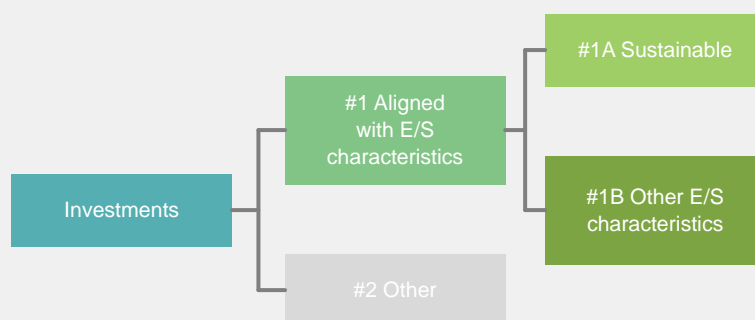 Investments
#1 Aligned
with E/S
characteristics
#2 Other
#1A Sustainable
#1B Other E/S
characteristics